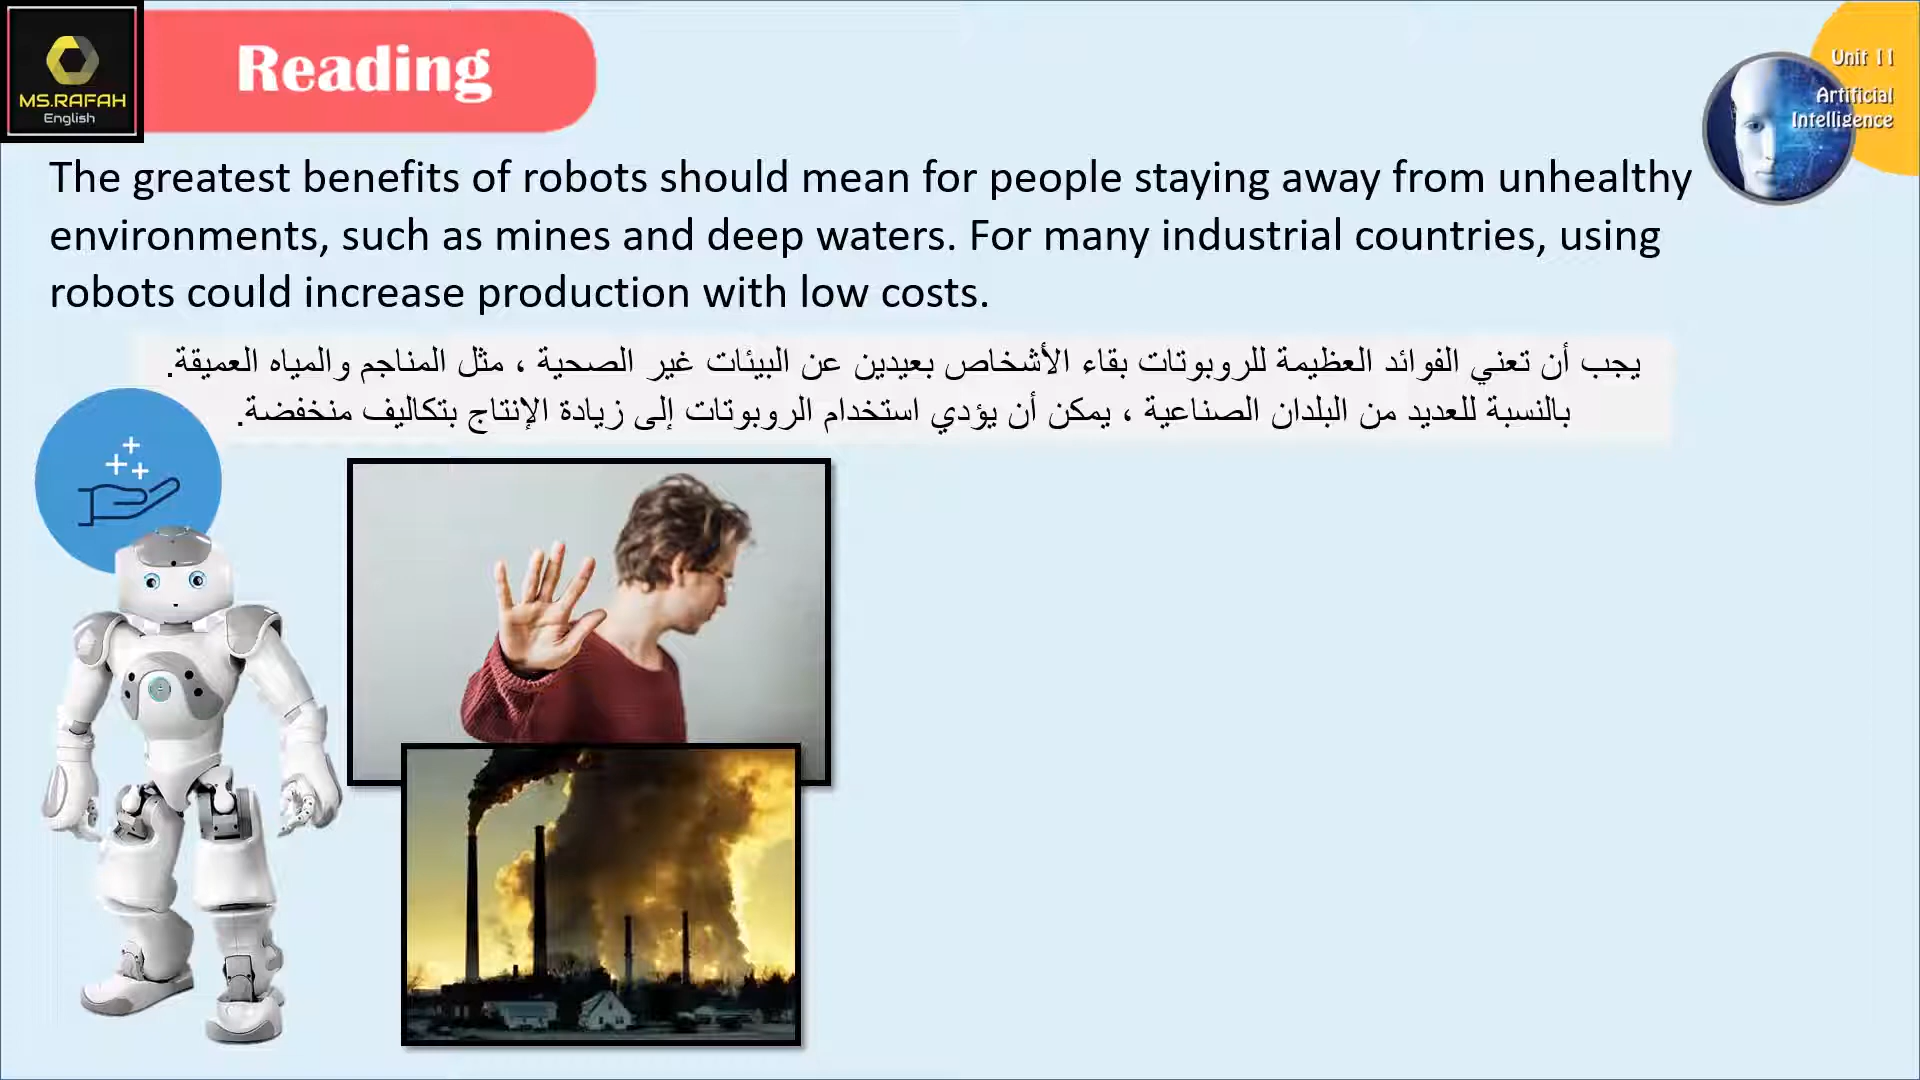 MS.RAFAH
English
Reading
Unit 11
Artificial
Intelligence
The greatest benefits of robots should mean for people staying away from unhealthy
environments, such as mines and deep waters. For many industrial countries, using
robots could increase production with low costs.
يجب أن تعني الفوائد العظيمة للروبوتات بقاء الأشخاص بعيدين عن البيئات غير الصحية ، مثل المناجم والمياه العميقة.
بالنسبة للعديد من البلدان الصناعية ، يمكن أن يؤدي استخدام الروبوتات إلى زيادة الإنتاج بتكاليف منخفضة.